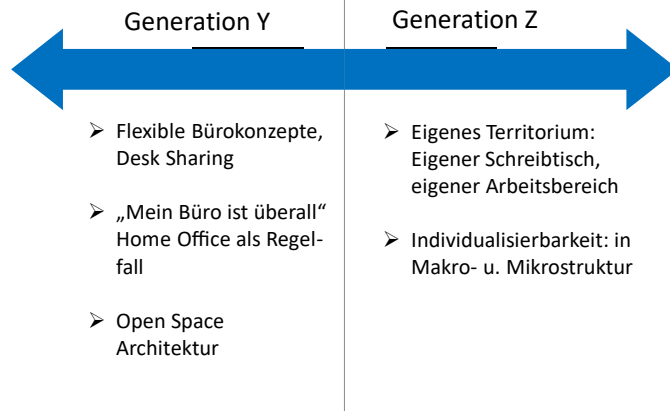 Generation Y
Flexible Bürokonzepte,
Desk Sharing
„Mein Büro ist überall“
Home Office als Regel-
fall
Open Space
Architektur
Generation Z
Eigenes Territorium:
Eigener Schreibtisch,
eigener Arbeitsbereich
Individualisierbarkeit: in
Makro- u. Mikrostruktur